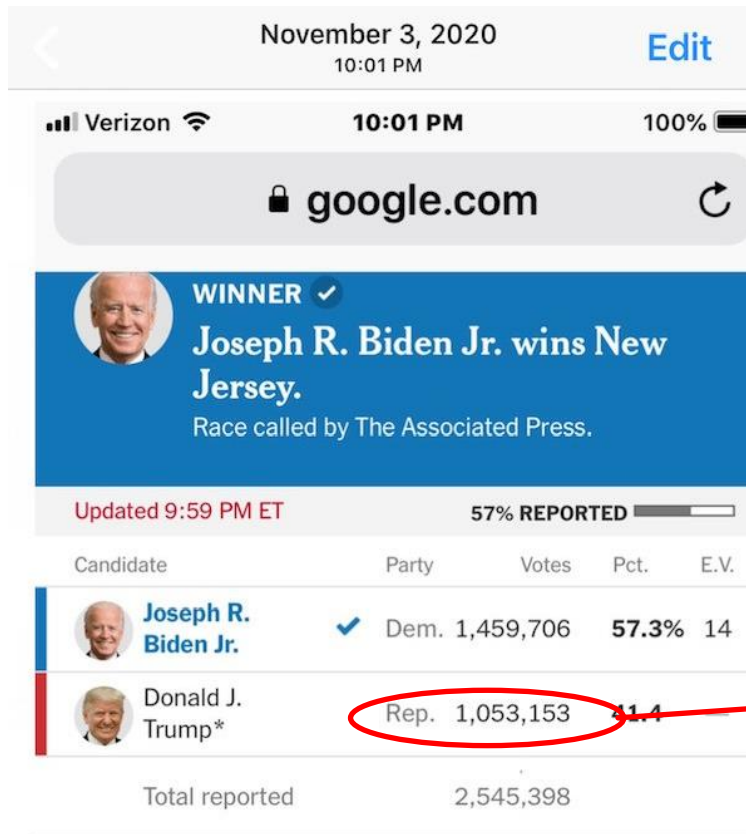 November 3, 2020
10:01 PM
Edit
Verizon 10:01 PM 100%
google.com
WINNER
Joseph R. Biden Jr. wins New
Jersey.
Race called by The Associated Press.
Updated 9:59 PM ET 57% REPORTED
Candidate Party Votes Pct. E.V.
Joseph R.
Biden Jr. Dem. 1,459,706 57.3% 14
Donald J.
Trump* Rep. 1,053,153 41.4 —
Total reported 2,545,398